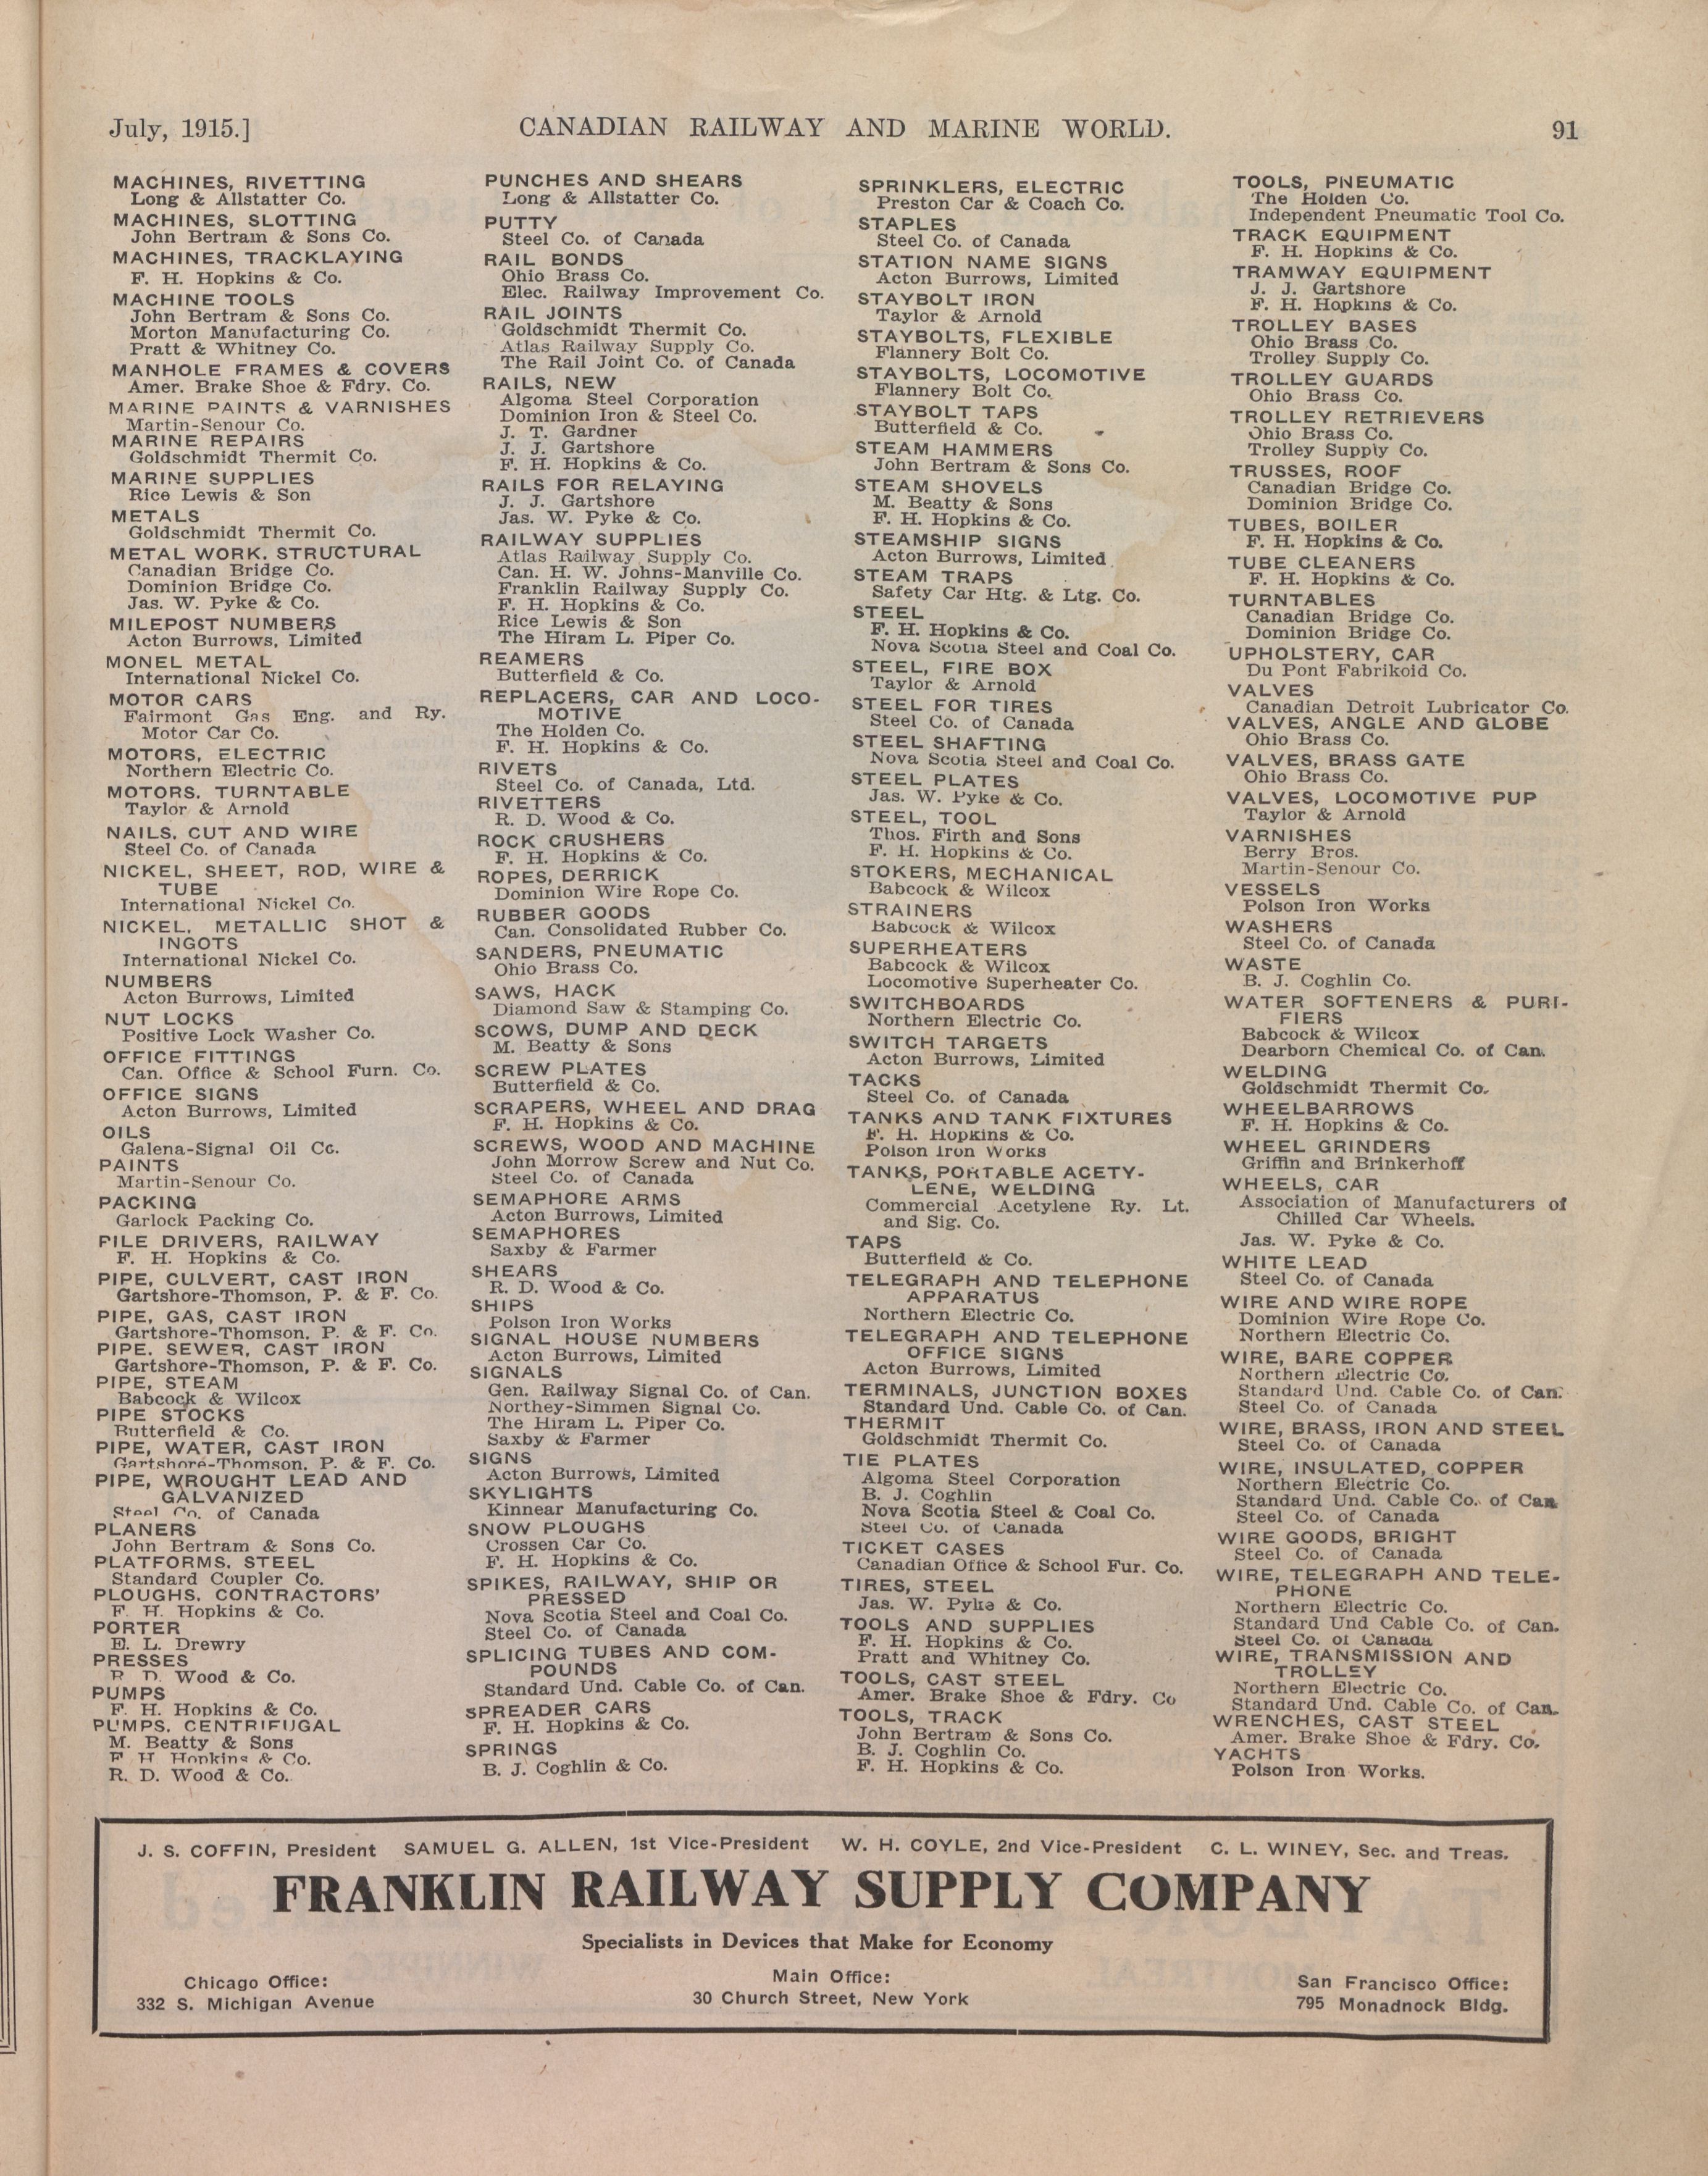 July, 1915.] CANADIAN RAILWAY AND MARINE WORLD. 91
MACHINES, RIVETTING
Long & Allstatter Co.
MACHINES, SLOTTING
John Bertram & Sons Co.
MACHINES, TRACKLAYING
F. H. Hopkins & Co.
MACHINE TOOLS
John Bertram & Sons Co.
Morton Manufacturing Co.
Pratt & Whitney Co.
MANHOLE FRAMES & COVERS
Amer. Brake Shoe & Fdry. Co.
MARINE PAINTS & VARNISHES
Martin-Senour Co.
MARINE REPAIRS
Goldschmidt Thermit Co.
MARINE SUPPLIES
Rice Lewis & Son
METALS
Goldschmidt Thermit Co.
METAL WORK, STRUCTURAL
Canadian Bridge Co.
Dominion Bridge Co.
Jas. W. Pyke & Co.
MILEPOST NUMBERS
Acton Burrows, Limited
MONEL METAL
International Nickel Co.
MOTOR CARS
Fairmont Gas Eng. and Ry.
Motor Car Co.
MOTORS, ELECTRIC
Northern Electric Co.
MOTORS, TURNTABLE
Taylor & Arnold
NAILS, CUT AND WIRE
Steel Co. of Canada
NICKEL, SHEET, ROD, WIRE &
TUBE
International Nickel Co.
NICKEL, METALLIC SHOT &
INGOTS
International Nickel Co.
NUMBERS
Acton Burrows, Limited
NUT LOCKS
Positive Lock Washer Co.
OFFICE FITTINGS
Can. Office & School Furn. Co.
OFFICE SIGNS
Acton Burrows, Limited
OILS
Galena-Signal Oil Co.
PAINTS
Martin-Senour Co.
PACKING
Garlock Packing Co.
PILE DRIVERS, RAILWAY
F. H. Hopkins & Co.
PIPE, CULVERT, CAST IRON
Gartshore-Thomson, P. & F. Co.
PIPE, GAS, CAST IRON
Gartshore-Thomson, P. & F. Co.
PIPE, SEWER, CAST IRON
Gartshore-Thomson, P. & F. Co.
PIPE, STEAM
Babcock & Wilcox
PIPE STOCKS
Butterfield & Co.
PIPE, WATER, CAST IRON
Gartshore-Thomson, P. & F. Co.
PIPE, WROUGHT LEAD AND
GALVANIZED
Steel Co. of Canada
PLANERS
John Bertram & Sons Co.
PLATFORMS, STEEL
Standard Coupler Co.
PLOUGHS, CONTRACTORS'
F. H. Hopkins & Co.
PORTER
E. L. Drewry
PRESSES
R. D. Wood & Co.
PUMPS
F. H. Hopkins & Co.
PUMPS, CENTRIFUGAL
M. Beatty & Sons
F. H. Hopkins & Co.
R. D. Wood & Co.
PUNCHES AND SHEARS
Long & Allstatter Co.
PUTTY
Steel Co. of Canada
RAIL BONDS
Ohio Brass Co.
Elec. Railway Improvement Co.
RAIL JOINTS
Goldschmidt Thermit Co.
Atlas Railway Supply Co.
The Rail Joint Co. of Canada
RAILS, NEW
Algoma Steel Corporation
Dominion Iron & Steel Co.
J. T. Gardner
J. J. Gartshore
F. H. Hopkins & Co.
RAILS FOR RELAYING
J. J. Gartshore
Jas. W. Pyke & Co.
RAILWAY SUPPLIES
Atlas Railway Supply Co.
Can. H. W. Johns-Manville Co.
Franklin Railway Supply Co.
F. H. Hopkins & Co.
Rice Lewis & Son
The Hiram L. Piper Co.
REAMERS
Butterfield & Co.
REPLACERS, CAR AND LOCO-
MOTIVE
The Holden Co.
F. H. Hopkins & Co.
RIVETS
Steel Co. of Canada, Ltd.
RIVETTERS
R. D. Wood & Co.
ROCK CRUSHERS
F. H. Hopkins & Co.
ROPES, DERRICK
Dominion Wire Rope Co.
RUBBER GOODS
Can. Consolidated Rubber Co.
SANDERS, PNEUMATIC
Ohio Brass Co.
SAWS, HACK
Diamond Saw & Stamping Co.
SCOWS, DUMP AND DECK
M. Beatty & Sons
SCREW PLATES
Butterfield & Co.
SCRAPERS, WHEEL AND DRAG
F. H. Hopkins & Co.
SCREWS, WOOD AND MACHINE
John Morrow Screw and Nut Co.
Steel Co. of Canada
SEMAPHORE ARMS
Acton Burrows, Limited
SEMAPHORES
Saxby & Farmer
SHEARS
R. D. Wood & Co.
SHIPS
Polson Iron Works
SIGNAL HOUSE NUMBERS
Acton Burrows, Limited
SIGNALS
Gen. Railway Signal Co. of Can.
Northey-Simmen Signal Co.
The Hiram L. Piper Co.
Saxby & Farmer
SIGNS
Acton Burrows, Limited
SKYLIGHTS
Kinnear Manufacturing Co.
SNOW PLOUGHS
Crossen Car Co.
F. H. Hopkins & Co.
SPIKES, RAILWAY, SHIP OR
PRESSED
Nova Scotia Steel and Coal Co.
Steel Co. of Canada
SPLICING TUBES AND COM-
POUNDS
Standard Und. Cable Co. of Can.
SPREADER CARS
F. H. Hopkins & Co.
SPRINGS
B. J. Coghlin & Co.
SPRINKLERS, ELECTRIC
Preston Car & Coach Co.
STAPLES
Steel Co. of Canada
STATION NAME SIGNS
Acton Burrows, Limited
STAYBOLT IRON
Taylor & Arnold
STAYBOLTS, FLEXIBLE
Flannery Bolt Co.
STAYBOLTS, LOCOMOTIVE
Flannery Bolt Co.
STAYBOLT TAPS
Butterfield & Co.
STEAM HAMMERS
John Bertram & Sons Co.
STEAM SHOVELS
M. Beatty & Sons
F. H. Hopkins & Co.
STEAMSHIP SIGNS
Acton Burrows, Limited
STEAM TRAPS
Safety Car Htg. & Ltg. Co.
STEEL
F. H. Hopkins & Co.
Nova Scotia Steel and Coal Co.
STEEL, FIRE BOX
Taylor & Arnold
STEEL FOR TIRES
Steel Co. of Canada
STEEL SHAFTING
Nova Scotia Steel and Coal Co.
STEEL PLATES
Jas. W. Pyke & Co.
STEEL, TOOL
Thos. Firth and Sons
F. H. Hopkins & Co.
STOKERS, MECHANICAL
Babcock & Wilcox
STRAINERS
Babcock & Wilcox
SUPERHEATERS
Babcock & Wilcox
Locomotive Superheater Co.
SWITCHBOARDS
Northern Electric Co.
SWITCH TARGETS
Acton Burrows, Limited
TACKS
Steel Co. of Canada
TANKS AND TANK FIXTURES
F. H. Hopkins & Co.
Polson Iron Works
TANKS, PORTABLE ACETY-
LENE, WELDING
Commercial Acetylene Ry. Lt.
and Sig. Co.
TAPS
Butterfield & Co.
TELEGRAPH AND TELEPHONE
APPARATUS
Northern Electric Co.
TELEGRAPH AND TELEPHONE
OFFICE SIGNS
Acton Burrows, Limited
TERMINALS, JUNCTION BOXES
Standard Und. Cable Co. of Can.
THERMIT
Goldschmidt Thermit Co.
TIE PLATES
Algoma Steel Corporation
B. J. Coghlin
Nova Scotia Steel & Coal Co.
Steel Co. of Canada
TICKET CASES
Canadian Office & School Fur. Co.
TIRES, STEEL
Jas. W. Pyke & Co.
TOOLS AND SUPPLIES
F. H. Hopkins & Co.
Pratt and Whitney Co.
TOOLS, CAST STEEL
Amer. Brake Shoe & Fdry. Co
TOOLS, TRACK
John Bertram & Sons Co.
B. J. Coghlin Co.
F. H. Hopkins & Co.
TOOLS, PNEUMATIC
The Holden Co.
Independent Pneumatic Tool Co.
TRACK EQUIPMENT
F. H. Hopkins & Co.
TRAMWAY EQUIPMENT
J. J. Gartshore
F. H. Hopkins & Co.
TROLLEY BASES
Ohio Brass Co.
Trolley Supply Co.
TROLLEY GUARDS
Ohio Brass Co.
TROLLEY RETRIEVERS
Ohio Brass Co.
Trolley Supply Co.
TRUSSES, ROOF
Canadian Bridge Co.
Dominion Bridge Co.
TUBES, BOILER
F. H. Hopkins & Co.
TUBE CLEANERS
F. H. Hopkins & Co.
TURNTABLES
Canadian Bridge Co.
Dominion Bridge Co.
UPHOLSTERY, CAR
Du Pont Fabrikoid Co.
VALVES
Canadian Detroit Lubricator Co.
VALVES, ANGLE AND GLOBE
Ohio Brass Co.
VALVES, BRASS GATE
Ohio Brass Co.
VALVES, LOCOMOTIVE PUP
Taylor & Arnold
VARNISHES
Berry Bros.
Martin-Senour Co.
VESSELS
Polson Iron Works
WASHERS
Steel Co. of Canada
WASTE
B. J. Coghlin Co.
WATER SOFTENERS & PURI-
FIERS
Babcock & Wilcox
Dearborn Chemical Co. of Can.
WELDING
Goldschmidt Thermit Co.
WHEELBARROWS
F. H. Hopkins & Co.
WHEEL GRINDERS
Griffin and Brinkerhoff
WHEELS, CAR
Association of Manufacturers of
Chilled Car Wheels.
Jas. W. Pyke & Co.
WHITE LEAD
Steel Co. of Canada
WIRE AND WIRE ROPE
Dominion Wire Rope Co.
Northern Electric Co.
WIRE, BARE COPPER
Northern Electric Co.
Standard Und. Cable Co. of Can.
Steel Co. of Canada
WIRE, BRASS, IRON AND STEEL
Steel Co. of Canada
WIRE, INSULATED, COPPER
Northern Electric Co.
Standard Und. Cable Co. of Can
Steel Co. of Canada
WIRE GOODS, BRIGHT
Steel Co. of Canada
WIRE, TELEGRAPH AND TELE-
PHONE
Northern Electric Co.
Standard Und Cable Co. of Can.
Steel Co. of Canada
WIRE, TRANSMISSION AND
TROLLEY
Northern Electric Co.
Standard Und. Cable Co. of Can.
WRENCHES, CAST STEEL
Amer. Brake Shoe & Fdry. Co.
YACHTS
Polson Iron Works.
J. S. COFFIN, President SAMUEL G. ALLEN, 1st Vice-President W. H. COYLE, 2nd Vice-President C. L. WINEY, Sec. and Treas.
FRANKLIN RAILWAY SUPPLY COMPANY
Specialists in Devices that Make for Economy
Chicago Office: Main Office: San Francisco Office:
332 S. Michigan Avenue 30 Church Street, New York 795 Monadnock Bldg.